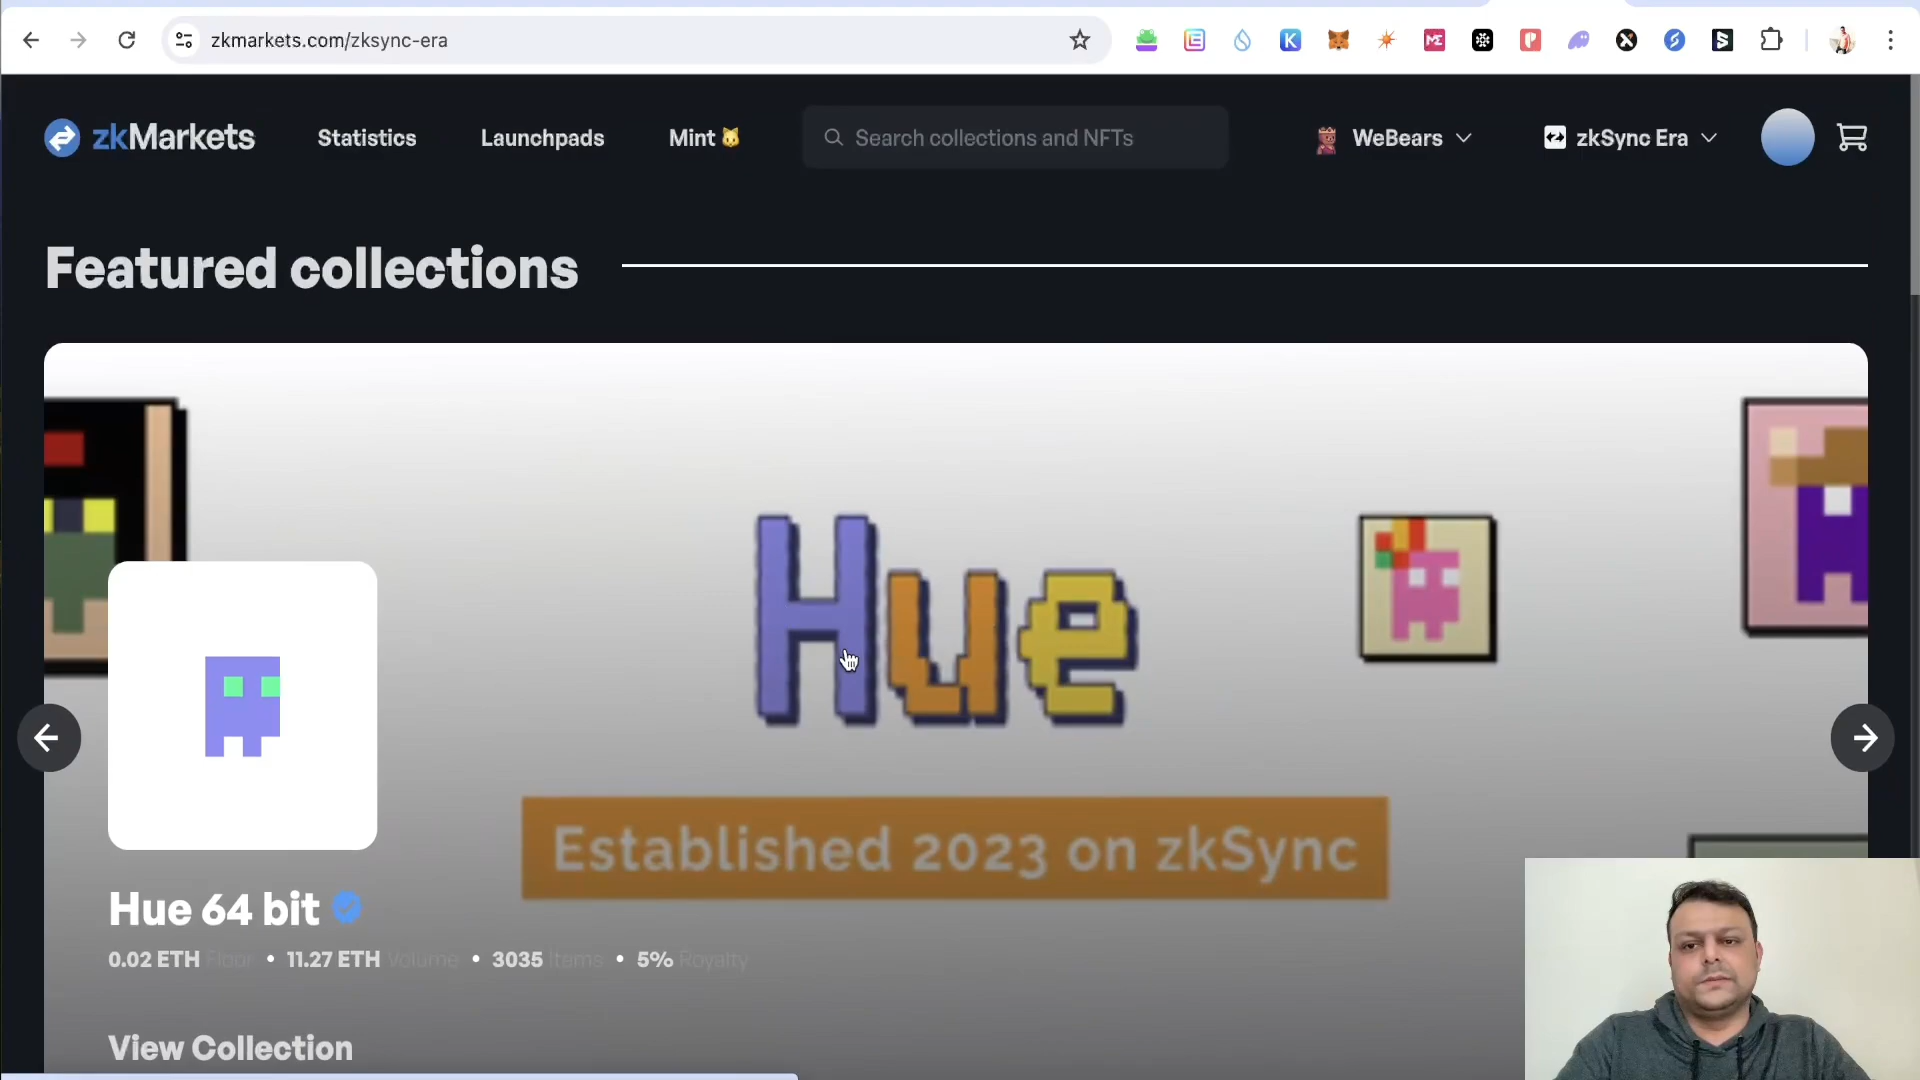 zkmarkets.com/zksync-era
zkMarkets Statistics Launchpads Mint🐱 Search collections and NFTs WeBears zkSync Era
Featured collections
Hue
Established 2023 on zkSync
Hue 64 bit
0.02 ETH Floor • 11.27 ETH Volume • 3035 Items • 5% Royalty
View Collection